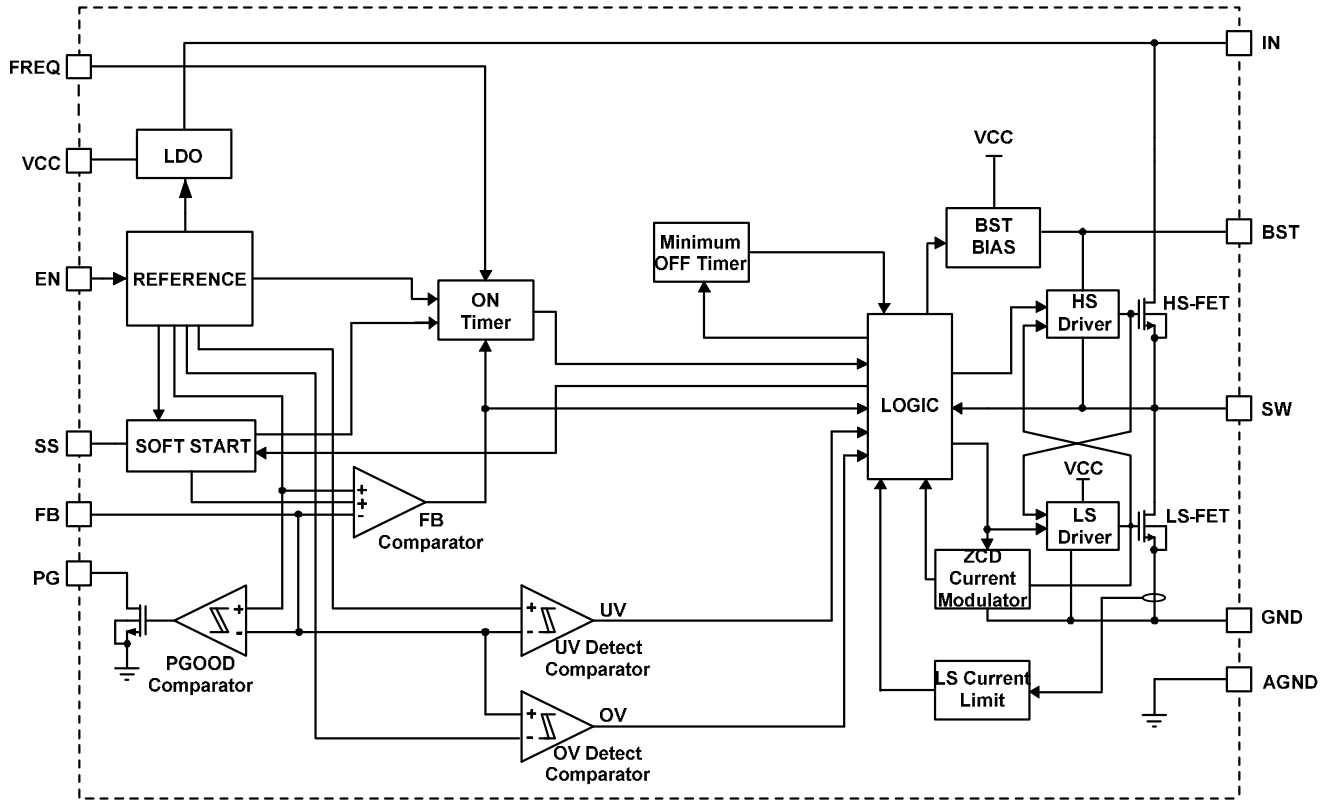 IN
FREQ
VCC
LDO
VCC
BST
BIAS
BST
Minimum
OFF Timer
EN
REFERENCE
ON
Timer
HS
Driver
HS-FET
LOGIC
SW
SS
SOFT START
VCC
+
+
-
FB
FB
Comparator
LS
Driver
LS-FET
PG
ZCD
Current
Modulator
+
-
PGOOD
Comparator
+
-
UV
UV Detect
Comparator
GND
LS Current
Limit
AGND
+
-
OV
OV Detect
Comparator